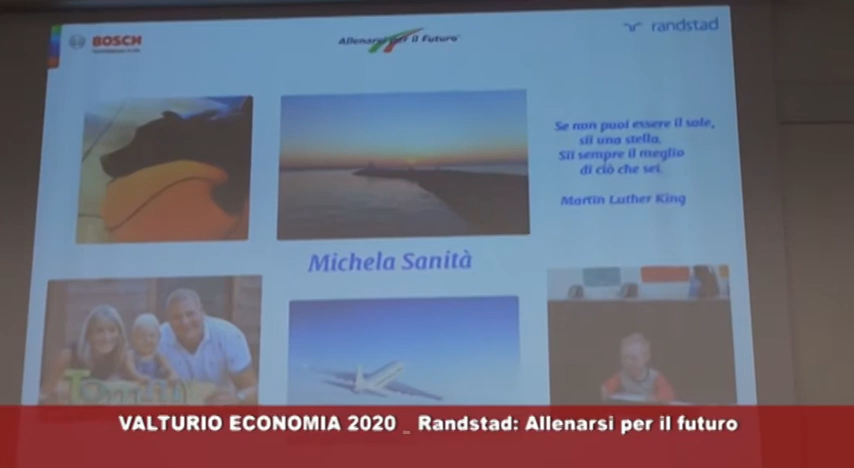 BOSCH
Allenarsi per il Futuro
randstad
Se non puoi essere il sole,
sii una stella.
Sii sempre il meglio
di ciò che sei.
Martin Luther King
Michela Sanità
VALTURIO ECONOMIA 2020 _ Randstad: Allenarsi per il futuro